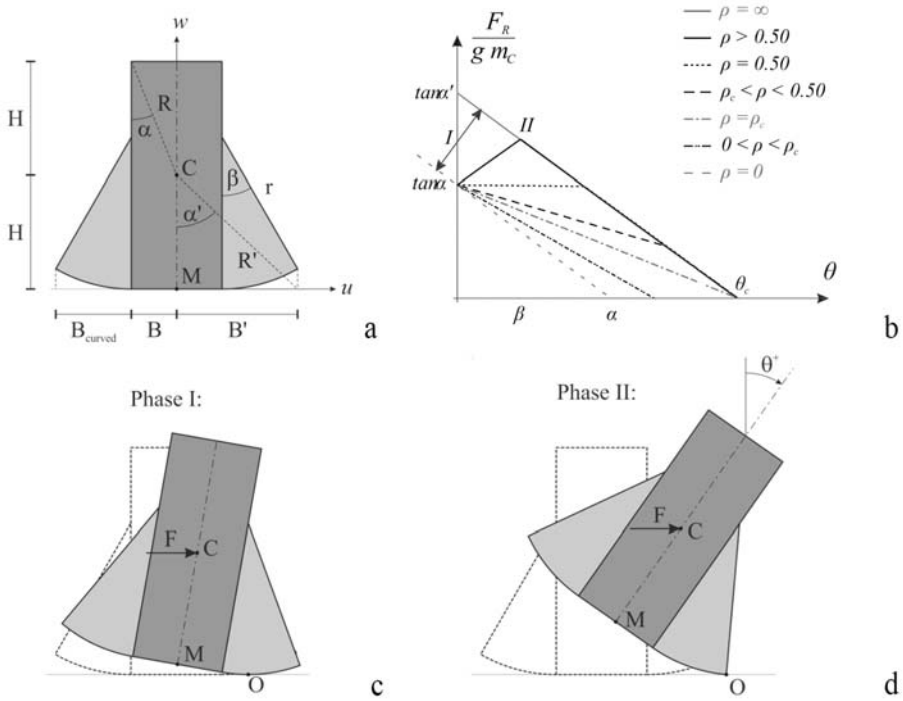 w
H
H
R
α
C
β
r
α'
R'
M
u
B_curved
B
B'
a
F_R
g m_C
tanα'
I
II
tanα
β
α
θ_c
θ
ρ = ∞
ρ > 0.50
ρ = 0.50
ρ_c < ρ < 0.50
ρ = ρ_c
0 < ρ < ρ_c
ρ = 0
b
Phase I:
F
C
M
O
c
Phase II:
θ⁺
F
C
M
O
d